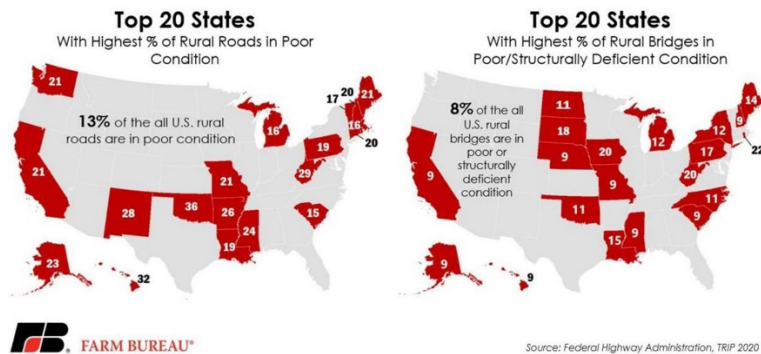 Top 20 States
With Highest % of Rural Roads in Poor
Condition
21
13% of the all U.S. rural
roads are in poor condition
17
20
21
16
16
20
19
21
29
21
28
36
26
15
24
19
23
32
Top 20 States
With Highest % of Rural Bridges in
Poor/Structurally Deficient Condition
8% of the all
U.S. rural
bridges are in
poor or
structurally
deficient
condition
11
14
9
12
18
12
22
17
20
9
20
9
9
11
11
9
9
15
9
9
FARM BUREAU®
Source: Federal Highway Administration, TRIP 2020